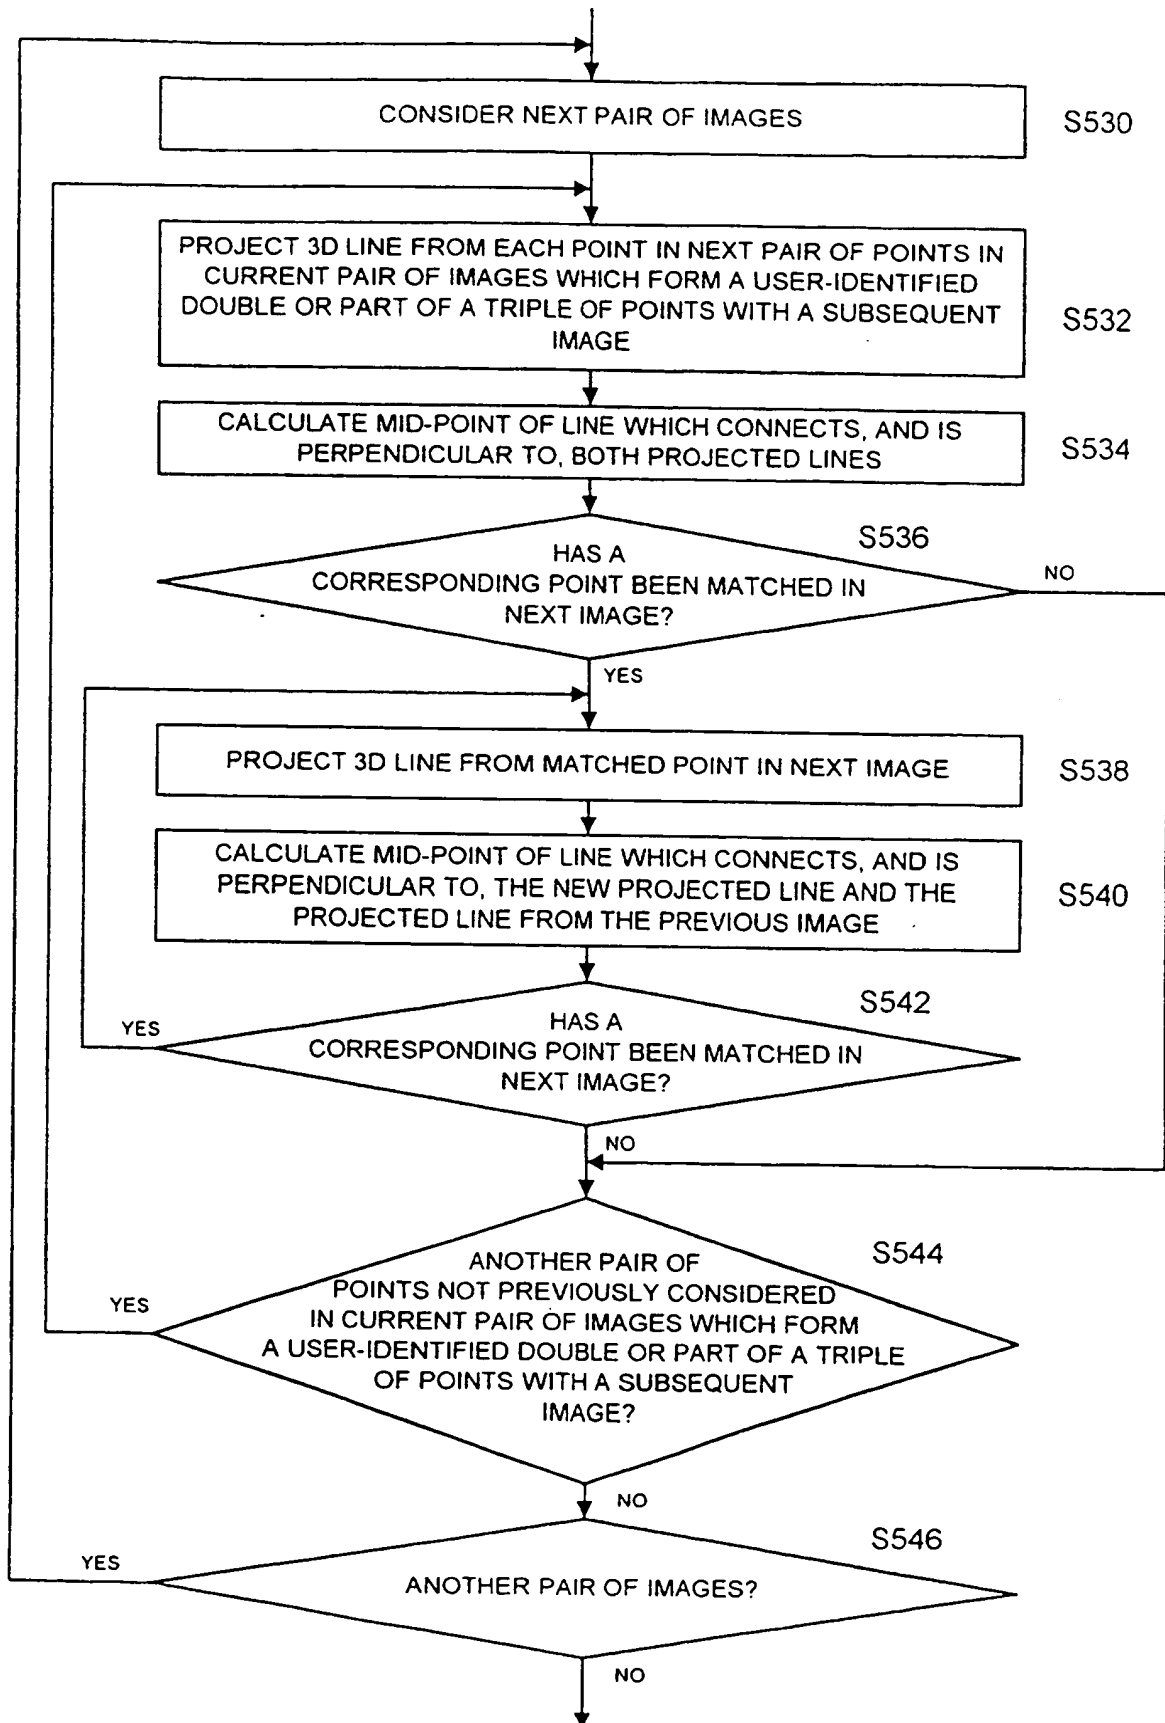 CONSIDER NEXT PAIR OF IMAGES
S530
PROJECT 3D LINE FROM EACH POINT IN NEXT PAIR OF POINTS IN
CURRENT PAIR OF IMAGES WHICH FORM A USER-IDENTIFIED
DOUBLE OR PART OF A TRIPLE OF POINTS WITH A SUBSEQUENT
IMAGE
S532
CALCULATE MID-POINT OF LINE WHICH CONNECTS, AND IS
PERPENDICULAR TO, BOTH PROJECTED LINES
S534
S536
HAS A
CORRESPONDING POINT BEEN MATCHED IN
NEXT IMAGE?
NO
YES
PROJECT 3D LINE FROM MATCHED POINT IN NEXT IMAGE
S538
CALCULATE MID-POINT OF LINE WHICH CONNECTS, AND IS
PERPENDICULAR TO, THE NEW PROJECTED LINE AND THE
PROJECTED LINE FROM THE PREVIOUS IMAGE
S540
S542
YES
HAS A
CORRESPONDING POINT BEEN MATCHED IN
NEXT IMAGE?
NO
S544
ANOTHER PAIR OF
POINTS NOT PREVIOUSLY CONSIDERED
IN CURRENT PAIR OF IMAGES WHICH FORM
A USER-IDENTIFIED DOUBLE OR PART OF A TRIPLE
OF POINTS WITH A SUBSEQUENT
IMAGE?
YES
NO
S546
YES
ANOTHER PAIR OF IMAGES?
NO